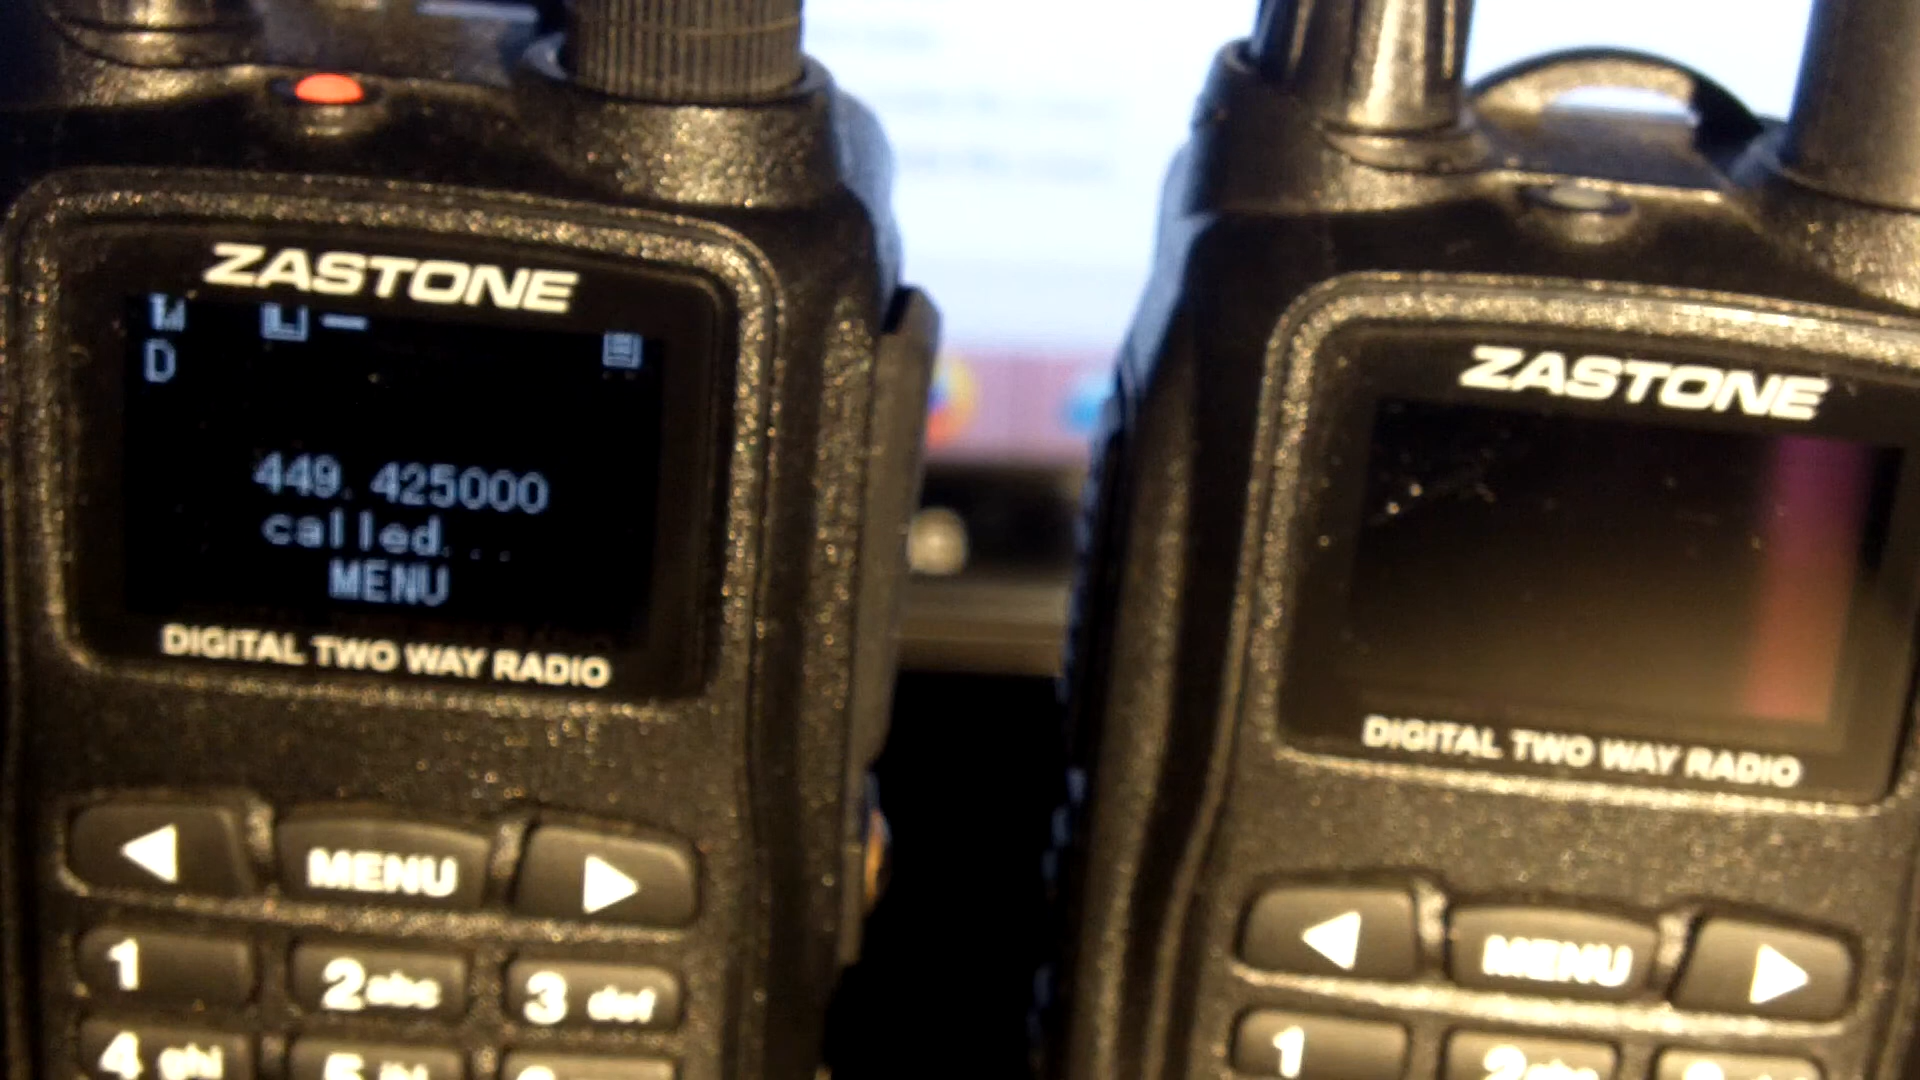 ZASTONE
D
449.425000
called...
MENU
DIGITAL TWO WAY RADIO
MENU
1
2abc
3 def
4 ghi
ZASTONE
DIGITAL TWO WAY RADIO
MENU
1
2abc